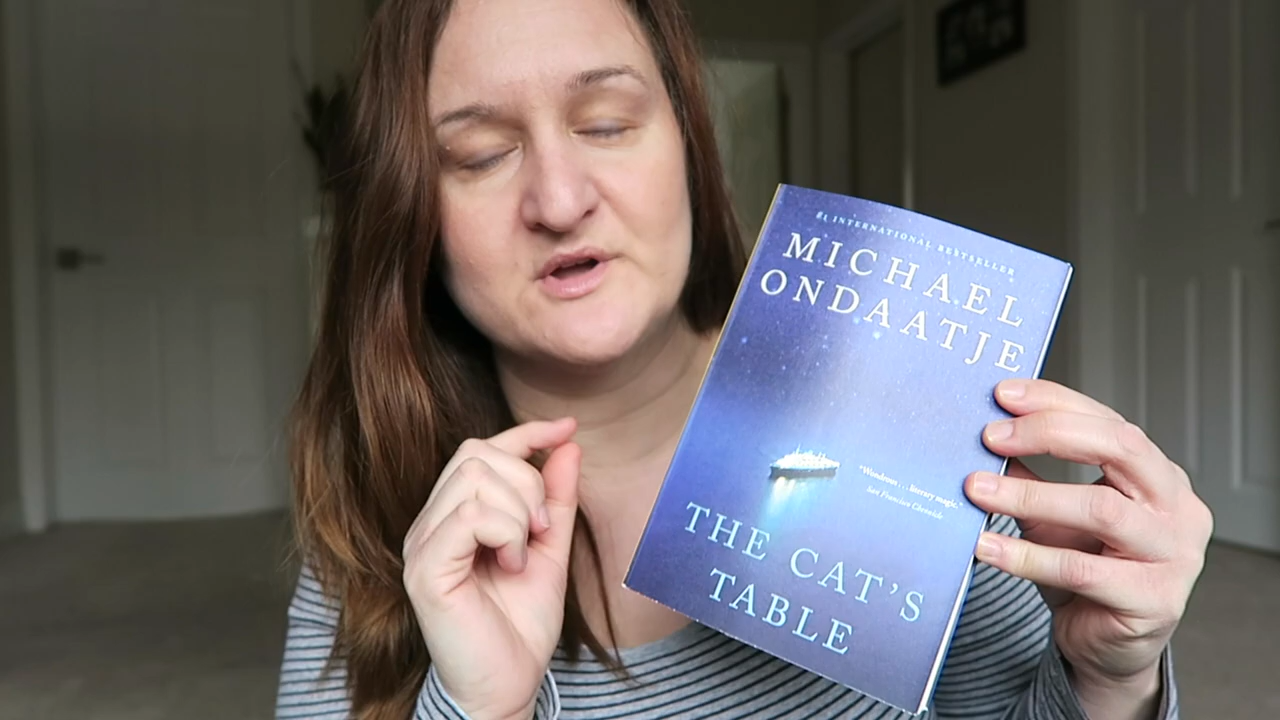 #1 INTERNATIONAL BESTSELLER
MICHAEL
ONDAATJE
"Wondrous . . . literary magic."
San Francisco Chronicle
THE CAT'S
TABLE